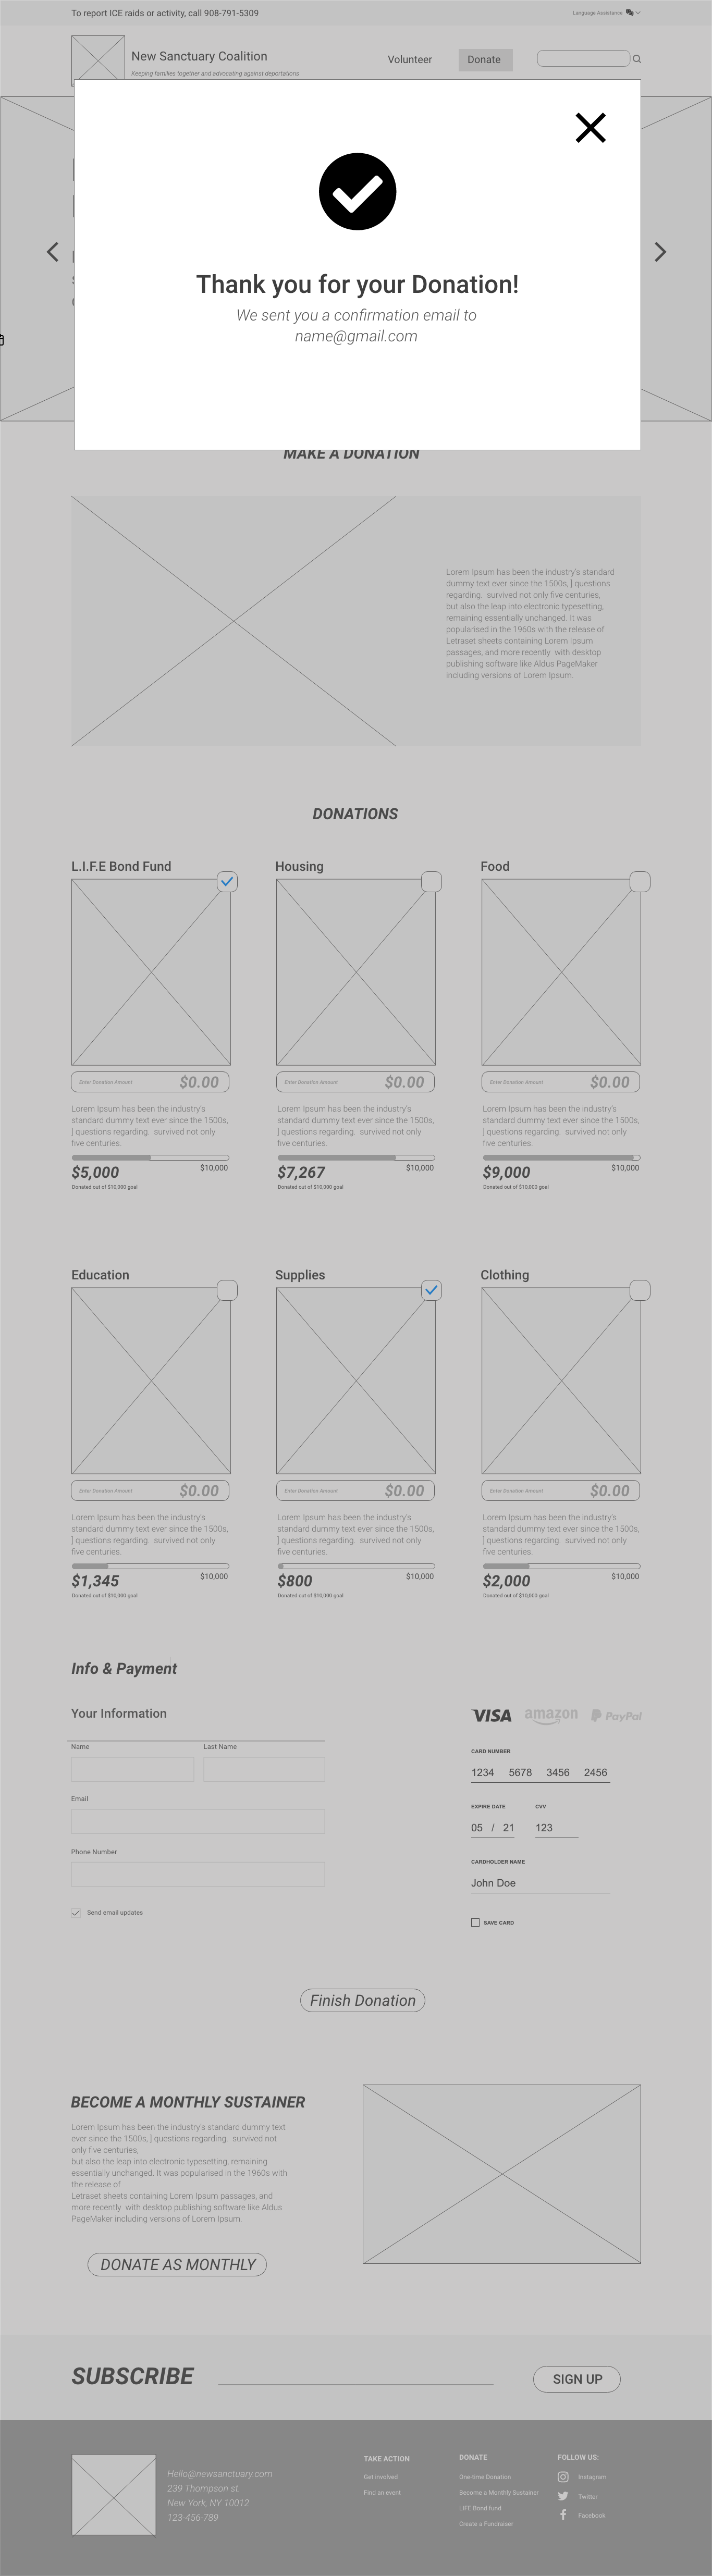 To report ICE raids or activity, call 908-791-5309
Language Assistance
New Sanctuary Coalition
Keeping families together and advocating against deportations
Volunteer
Donate
Thank you for your Donation!
We sent you a confirmation email to
name@gmail.com
MAKE A DONATION
Lorem Ipsum has been the industry's standard
dummy text ever since the 1500s, ] questions
regarding. survived not only five centuries,
but also the leap into electronic typesetting,
remaining essentially unchanged. It was
popularised in the 1960s with the release of
Letraset sheets containing Lorem Ipsum
passages, and more recently with desktop
publishing software like Aldus PageMaker
including versions of Lorem Ipsum.
DONATIONS
L.I.F.E Bond Fund
Enter Donation Amount $0.00
Lorem Ipsum has been the industry's
standard dummy text ever since the 1500s,
] questions regarding. survived not only
five centuries.
$5,000
$10,000
Donated out of $10,000 goal
Housing
Enter Donation Amount $0.00
Lorem Ipsum has been the industry's
standard dummy text ever since the 1500s,
] questions regarding. survived not only
five centuries.
$7,267
$10,000
Donated out of $10,000 goal
Food
Enter Donation Amount $0.00
Lorem Ipsum has been the industry's
standard dummy text ever since the 1500s,
] questions regarding. survived not only
five centuries.
$9,000
$10,000
Donated out of $10,000 goal
Education
Enter Donation Amount $0.00
Lorem Ipsum has been the industry's
standard dummy text ever since the 1500s,
] questions regarding. survived not only
five centuries.
$1,345
$10,000
Donated out of $10,000 goal
Supplies
Enter Donation Amount $0.00
Lorem Ipsum has been the industry's
standard dummy text ever since the 1500s,
] questions regarding. survived not only
five centuries.
$800
$10,000
Donated out of $10,000 goal
Clothing
Enter Donation Amount $0.00
Lorem Ipsum has been the industry's
standard dummy text ever since the 1500s,
] questions regarding. survived not only
five centuries.
$2,000
$10,000
Donated out of $10,000 goal
Info & Payment
Your Information
Name
Last Name
Email
Phone Number
Send email updates
VISA
amazon
PayPal
CARD NUMBER
1234 5678 3456 2456
EXPIRE DATE
CVV
05 / 21
123
CARDHOLDER NAME
John Doe
SAVE CARD
Finish Donation
BECOME A MONTHLY SUSTAINER
Lorem Ipsum has been the industry's standard dummy text
ever since the 1500s, ] questions regarding. survived not
only five centuries,
but also the leap into electronic typesetting, remaining
essentially unchanged. It was popularised in the 1960s with
the release of
Letraset sheets containing Lorem Ipsum passages, and
more recently with desktop publishing software like Aldus
PageMaker including versions of Lorem Ipsum.
DONATE AS MONTHLY
SUBSCRIBE
SIGN UP
Hello@newsanctuary.com
239 Thompson st.
New York, NY 10012
123-456-789
TAKE ACTION
Get involved
Find an event
DONATE
One-time Donation
Become a Monthly Sustainer
LIFE Bond fund
Create a Fundraiser
FOLLOW US:
Instagram
Twitter
Facebook